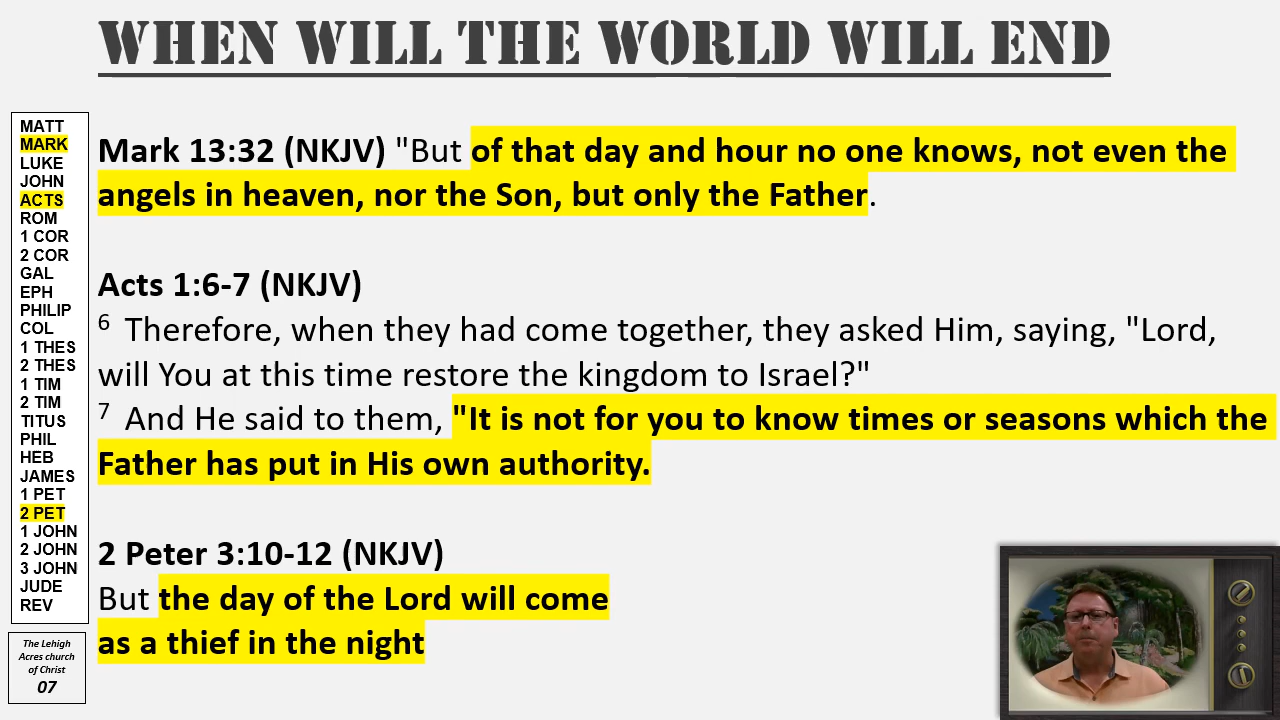 WHEN WILL THE WORLD WILL END
MATT
MARK
LUKE
JOHN
ACTS
ROM
1 COR
2 COR
GAL
EPH
PHILIP
COL
1 THES
2 THES
1 TIM
2 TIM
TITUS
PHIL
HEB
JAMES
1 PET
2 PET
1 JOHN
2 JOHN
3 JOHN
JUDE
REV
The Lehigh
Acres church
of Christ
07
Mark 13:32 (NKJV) "But of that day and hour no one knows, not even the
angels in heaven, nor the Son, but only the Father.
Acts 1:6-7 (NKJV)
6 Therefore, when they had come together, they asked Him, saying, "Lord,
will You at this time restore the kingdom to Israel?"
7 And He said to them, "It is not for you to know times or seasons which the
Father has put in His own authority.
2 Peter 3:10-12 (NKJV)
But the day of the Lord will come
as a thief in the night